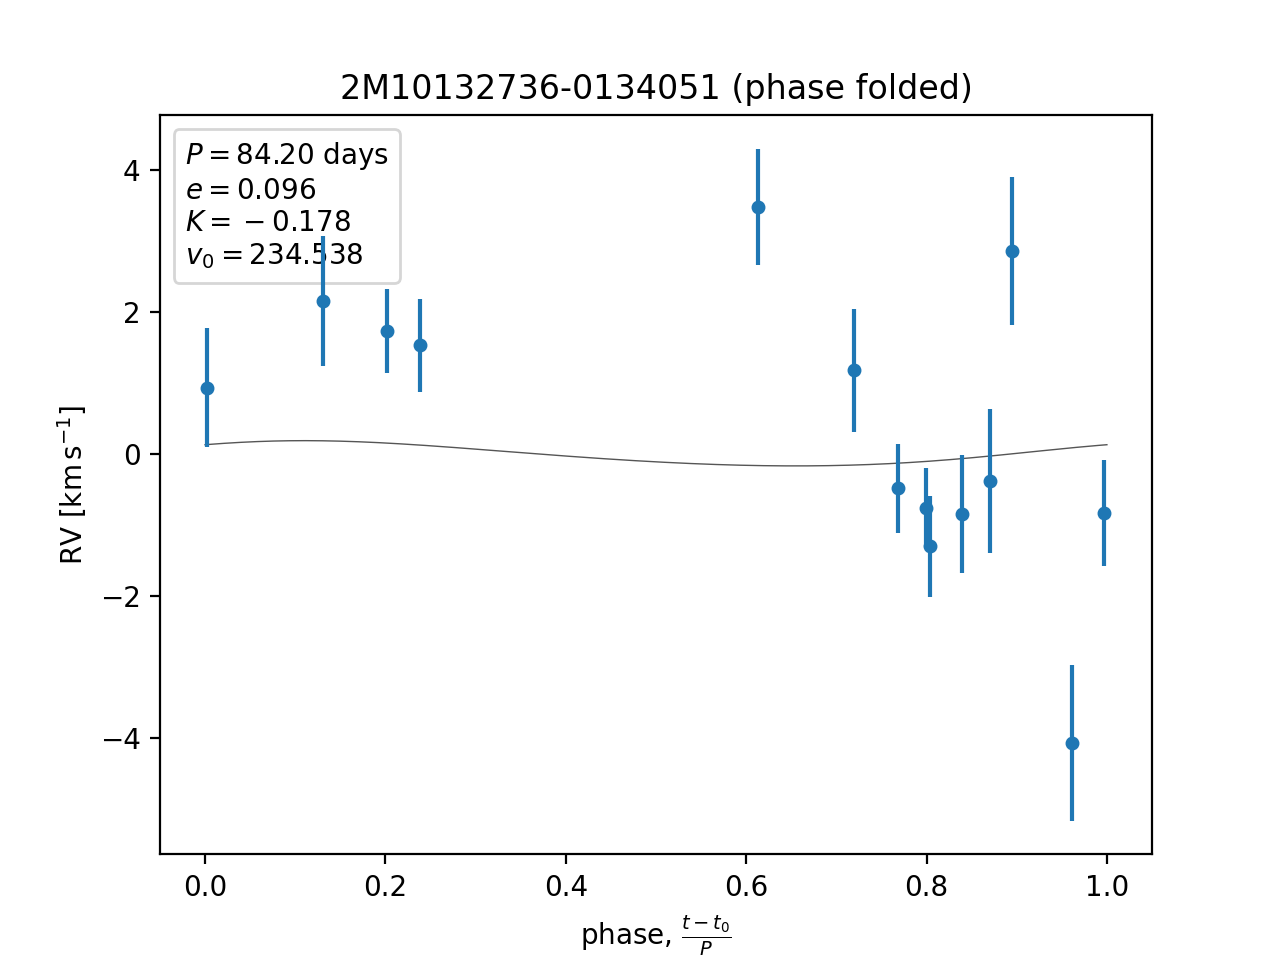 2M10132736-0134051 (phase folded)
P = 84.20 days
e = 0.096
K = −0.178
v₀ = 234.538
RV [km s⁻¹]
4
2
0
−2
−4
0.0 0.2 0.4 0.6 0.8 1.0
phase, (t − t₀)/P